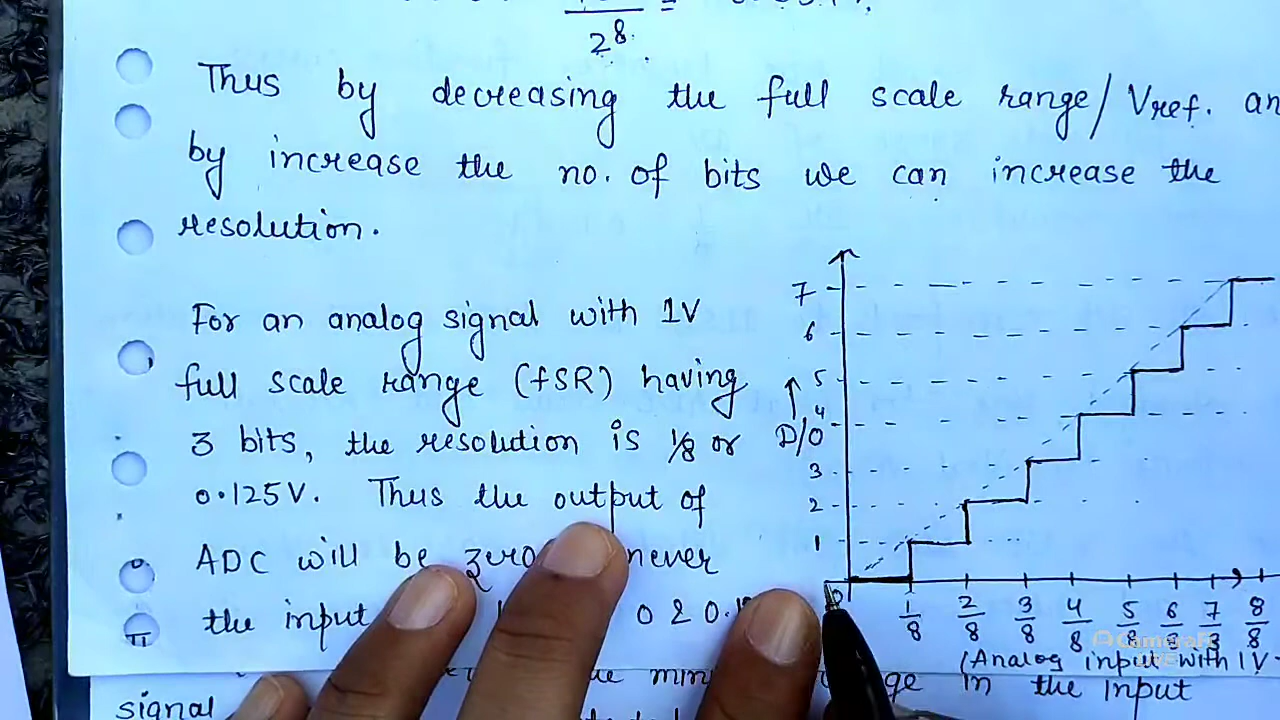 2^8
Thus by decreasing the full scale range/Vref. an
by increase the no. of bits we can increase the
resolution.
For an analog signal with 1V
full scale range (fSR) having
3 bits, the resolution is 1/8 or
0.125V. Thus the output of
ADC will be zero never
the input 0 & 0.1
7
6
5
4
D/O
3
2
1
0
1/8 2/8 3/8 4/8 5/8 6/8 7/3 8/8
(Analog input with 1V
in the input
signal